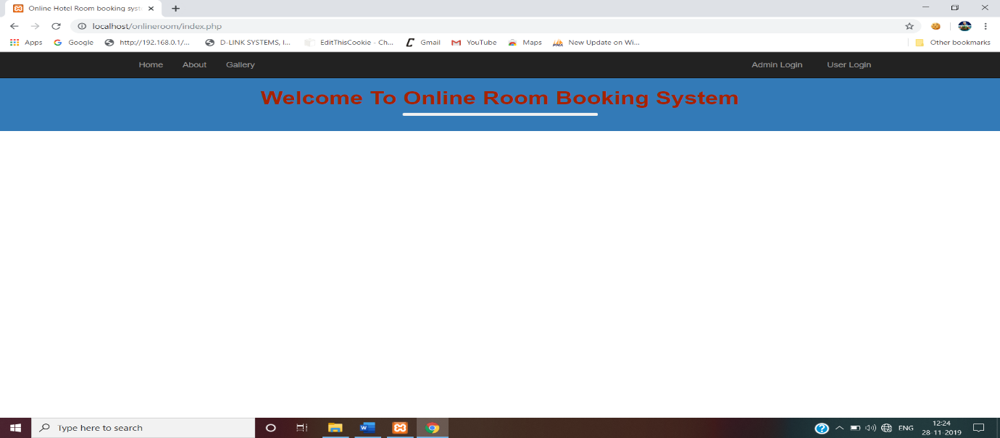 Online Hotel Room booking syst
localhost/onlineroom/index.php
Apps Google http://192.168.0.1/... D-LINK SYSTEMS, I... EditThisCookie - Ch... Gmail YouTube Maps New Update on Wi... Other bookmarks
Home About Gallery Admin Login User Login
Welcome To Online Room Booking System
Type here to search ENG 12:24
28-11-2019